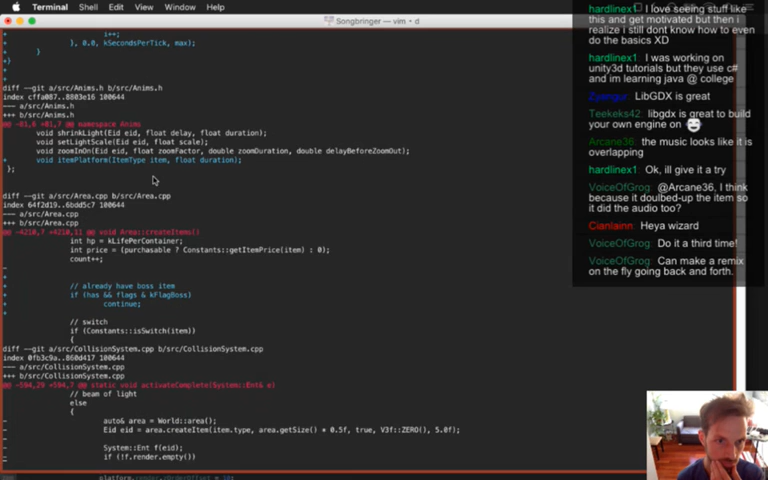 Terminal Shell Edit View Window Help
Songbringer — vim • d
i++;
}, 0.0, kSecondsPerTick, max);
+ }
+}
+
+
diff --git a/src/Anims.h b/src/Anims.h
index cffa087..8803e16 100644
--- a/src/Anims.h
+++ b/src/Anims.h
@@ -81,6 +81,7 @@ namespace Anims
void shrinkLight(Eid eid, float delay, float duration);
void setLightScale(Eid eid, float scale);
void zoomInOn(Eid eid, float zoomFactor, double zoomDuration, double delayBeforeZoomOut);
+ void itemPlatform(ItemType item, float duration);
};
diff --git a/src/Area.cpp b/src/Area.cpp
index 64f2d19..6bdd5c7 100644
--- a/src/Area.cpp
+++ b/src/Area.cpp
@@ -4210,7 +4210,11 @@ void Area::createItems()
int hp = kLifePerContainer;
int price = (purchasable ? Constants::getItemPrice(item) : 0);
count++;
-
+
+ // already have boss item
+ if (has && flags & kFlagBoss)
+ continue;
+
// switch
if (Constants::isSwitch(item))
{
diff --git a/src/CollisionSystem.cpp b/src/CollisionSystem.cpp
index 0fb3c9a..860d417 100644
--- a/src/CollisionSystem.cpp
+++ b/src/CollisionSystem.cpp
@@ -594,29 +594,7 @@ static void activateComplete(System::Ent& e)
// beam of light
else
{
- auto& area = World::area();
- Eid eid = area.createItem(item.type, area.getSize() * 0.5f, true, V3f::ZERO(), 5.0f);
-
- System::Ent f(eid);
- if (!f.render.empty())
hardlinex1: I love seeing stuff like
this and get motivated but then i
realize i still dont know how to even
do the basics XD
hardlinex1: I was working on
unity3d tutorials but they use c#
and im learning java @ college
LibGDX is great
Teekeks42: libgdx is great to build
your own engine on
Arcane36: the music looks like it is
overlapping
hardlinex1: Ok, ill give it a try
VoiceOfGrog: @Arcane36, I think
because it doulbed-up the item so
it did the audio too?
Cianlainn: Heya wizard
VoiceOfGrog: Do it a third time!
VoiceOfGrog: Can make a remix
on the fly going back and forth.